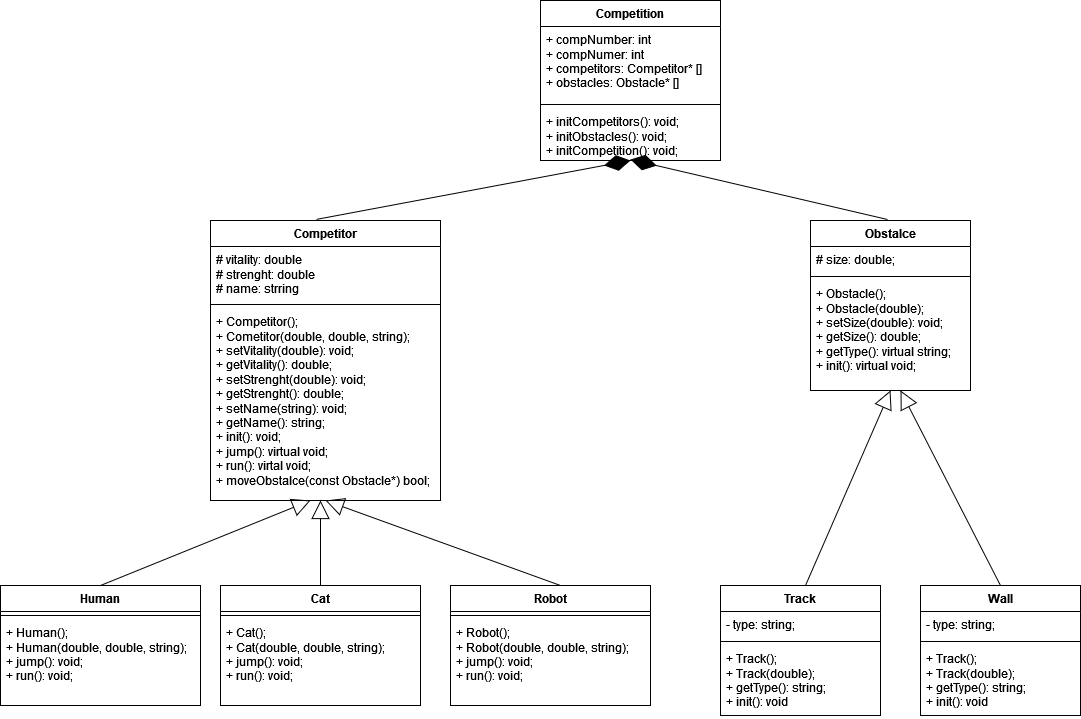 Competition
+ compNumber: int
+ compNumer: int
+ competitors: Competitor* []
+ obstacles: Obstacle* []
+ initCompetitors(): void;
+ initObstacles(): void;
+ initCompetition(): void;
Competitor
# vitality: double
# strenght: double
# name: strring
+ Competitor();
+ Cometitor(double, double, string);
+ setVitality(double): void;
+ getVitality(): double;
+ setStrenght(double): void;
+ getStrenght(): double;
+ setName(string): void;
+ getName(): string;
+ init(): void;
+ jump(): virtual void;
+ run(): virtal void;
+ moveObstalce(const Obstacle*) bool;
Obstalce
# size: double;
+ Obstacle();
+ Obstacle(double);
+ setSize(double): void;
+ getSize(): double;
+ getType(): virtual string;
+ init(): virtual void;
Human
+ Human();
+ Human(double, double, string);
+ jump(): void;
+ run(): void;
Cat
+ Cat();
+ Cat(double, double, string);
+ jump(): void;
+ run(): void;
Robot
+ Robot();
+ Robot(double, double, string);
+ jump(): void;
+ run(): void;
Track
- type: string;
+ Track();
+ Track(double);
+ getType(): string;
+ init(): void
Wall
- type: string;
+ Track();
+ Track(double);
+ getType(): string;
+ init(): void